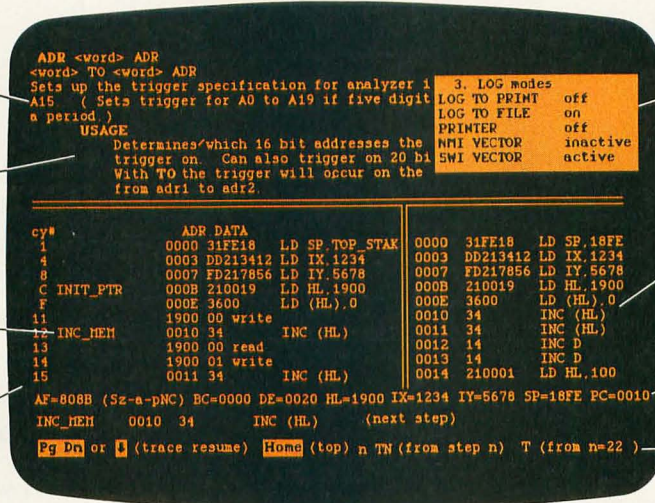 ADR <word> ADR
<word> TO <word> ADR
Sets up the trigger specification for analyzer i
A15 ( Sets trigger for A0 to A19 if five digit
a period.)
USAGE
Determines which 16 bit addresses the
trigger on. Can also trigger on 20 bi
With TO the trigger will occur on the
from adr1 to adr2.
3. LOG modes
LOG TO PRINT off
LOG TO FILE on
PRINTER off
NMI VECTOR inactive
SWI VECTOR active
cy# ADR DATA
1 0000 31FE18 LD SP,TOP_STAK
4 0003 DD213412 LD IX,1234
8 0007 FD217856 LD IY,5678
C INIT_PTR 000B 210019 LD HL,1900
F 000E 3600 LD (HL),0
11 1900 00 write
12 INC_MEM 0010 34 INC (HL)
13 1900 00 read
14 1900 01 write
15 0011 34 INC (HL)
0000 31FE18 LD SP,18FE
0003 DD213412 LD IX,1234
0007 FD217856 LD IY,5678
000B 210019 LD HL,1900
000E 3600 LD (HL),0
0010 34 INC (HL)
0011 34 INC (HL)
0012 14 INC D
0013 14 INC D
0014 210001 LD HL,100
AF=808B (Sz-a-pNC) BC=0000 DE=0020 HL=1900 IX=1234 IY=5678 SP=18FE PC=0010
INC_MEM 0010 34 INC (HL) (next step)
Pg Dn or ↓ (trace resume) Home (top) n TN (from step n) T (from n=22 )